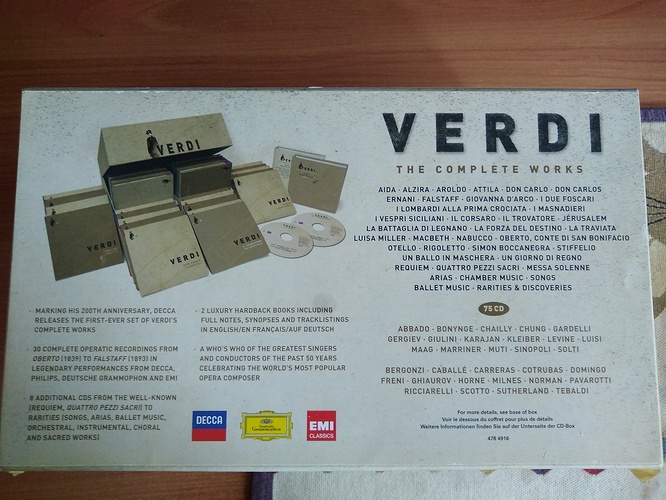 VERDI
VERDI
THE COMPLETE WORKS
AIDA · ALZIRA · AROLDO · ATTILA · DON CARLO · DON CARLOS
ERNANI · FALSTAFF · GIOVANNA D'ARCO · I DUE FOSCARI
I LOMBARDI ALLA PRIMA CROCIATA · I MASNADIERI
I VESPRI SICILIANI · IL CORSARO · IL TROVATORE · JÉRUSALEM
LA BATTAGLIA DI LEGNANO · LA FORZA DEL DESTINO · LA TRAVIATA
LUISA MILLER · MACBETH · NABUCCO · OBERTO, CONTE DI SAN BONIFACIO
OTELLO · RIGOLETTO · SIMON BOCCANEGRA · STIFFELIO
UN BALLO IN MASCHERA · UN GIORNO DI REGNO
REQUIEM · QUATTRO PEZZI SACRI · MESSA SOLENNE
ARIAS · CHAMBER MUSIC · SONGS
BALLET MUSIC · RARITIES & DISCOVERIES
75 CD
ABBADO · BONYNGE · CHAILLY · CHUNG · GARDELLI
GERGIEV · GIULINI · KARAJAN · KLEIBER · LEVINE · LUISI
MAAG · MARRINER · MUTI · SINOPOLI · SOLTI
BERGONZI · CABALLÉ · CARRERAS · COTRUBAS · DOMINGO
FRENI · GHIAUROV · HORNE · MILNES · NORMAN · PAVAROTTI
RICCIARELLI · SCOTTO · SUTHERLAND · TEBALDI
For more details, see base of box
Voir le dessous du coffret pour plus de détails
Weitere Informationen finden Sie auf der Unterseite der CD-Box
478 4916
VERDI
VERDI
VERDI
VERDI
VERDI
· MARKING HIS 200TH ANNIVERSARY, DECCA
RELEASES THE FIRST-EVER SET OF VERDI'S
COMPLETE WORKS
· 30 COMPLETE OPERATIC RECORDINGS FROM
OBERTO (1839) TO FALSTAFF (1893) IN
LEGENDARY PERFORMANCES FROM DECCA,
PHILIPS, DEUTSCHE GRAMMOPHON AND EMI
· 8 ADDITIONAL CDS FROM THE WELL-KNOWN
(REQUIEM, QUATTRO PEZZI SACRI) TO
RARITIES (SONGS, ARIAS, BALLET MUSIC,
ORCHESTRAL, INSTRUMENTAL, CHORAL
AND SACRED WORKS)
· 2 LUXURY HARDBACK BOOKS INCLUDING
FULL NOTES, SYNOPSES AND TRACKLISTINGS
IN ENGLISH/EN FRANÇAIS/AUF DEUTSCH
· A WHO'S WHO OF THE GREATEST SINGERS
AND CONDUCTORS OF THE PAST 50 YEARS
CELEBRATING THE WORLD'S MOST POPULAR
OPERA COMPOSER
DECCA
Deutsche
Grammophon
EMI
CLASSICS